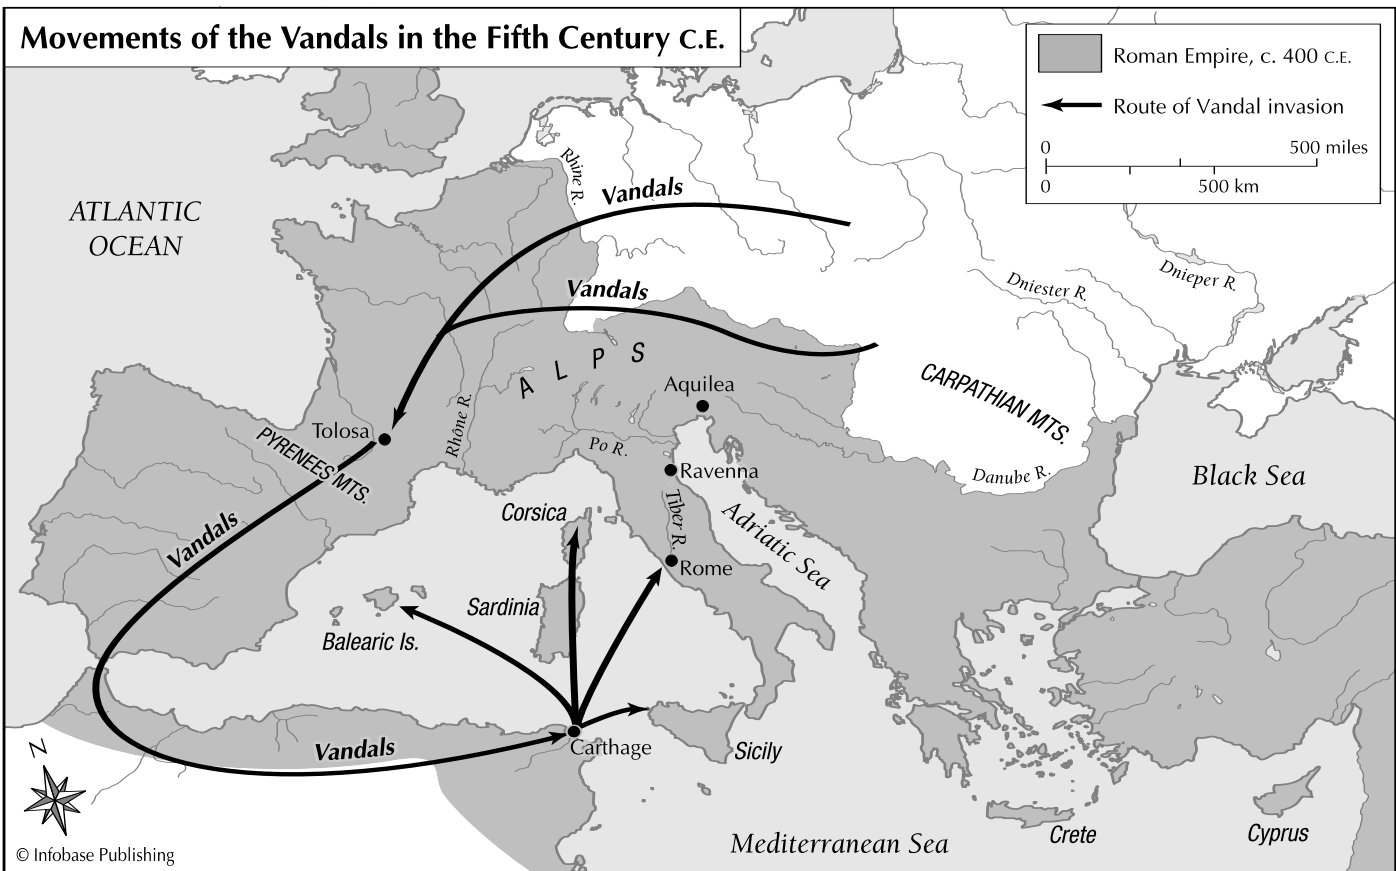 Movements of the Vandals in the Fifth Century C.E.
Roman Empire, c. 400 C.E.
Route of Vandal invasion
0 500 miles
0 500 km
ATLANTIC
OCEAN
Rhine R.
Vandals
Vandals
Dniester R.
Dnieper R.
ALPS
CARPATHIAN MTS.
Aquilea
Rhône R.
Tolosa
PYRENEES MTS.
Po R.
Ravenna
Danube R.
Black Sea
Corsica
Tiber R.
Adriatic Sea
Vandals
Rome
Sardinia
Balearic Is.
Vandals
Carthage
Sicily
N
Mediterranean Sea
Crete
Cyprus
© Infobase Publishing